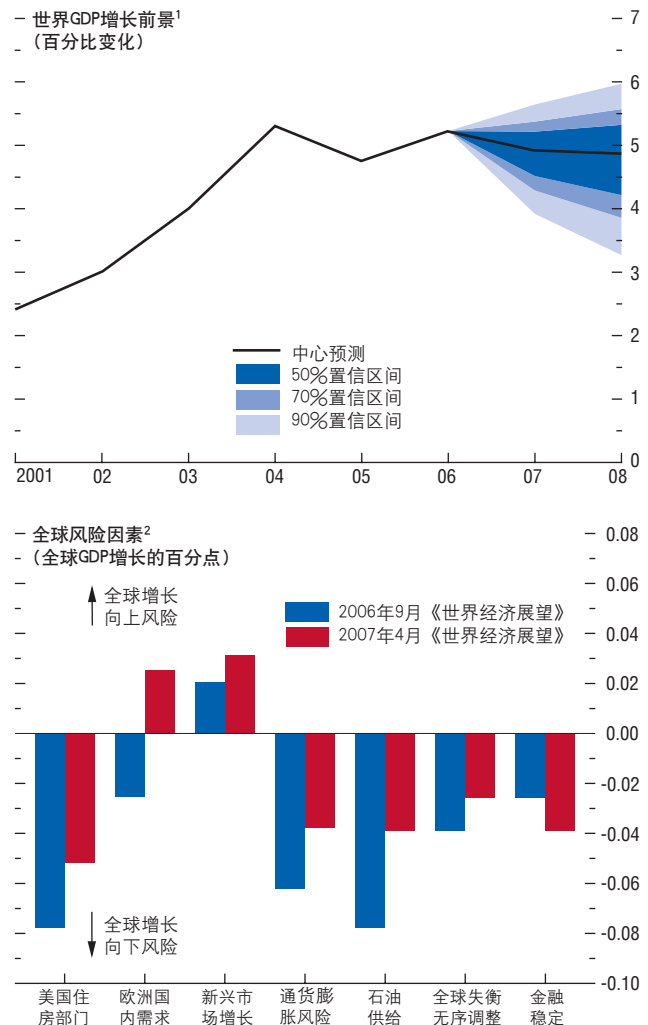 世界GDP增长前景1
（百分比变化）
7
6
5
4
3
2
1
0
中心预测
50%置信区间
70%置信区间
90%置信区间
2001 02 03 04 05 06 07 08
全球风险因素2
（全球GDP增长的百分点）
全球增长
向上风险
2006年9月《世界经济展望》
2007年4月《世界经济展望》
0.08
0.06
0.04
0.02
0.00
-0.02
-0.04
-0.06
-0.08
-0.10
全球增长
向下风险
美国住
房部门
欧洲国
内需求
新兴市
场增长
通货膨
胀风险
石油
供给
全球失衡
无序调整
金融
稳定